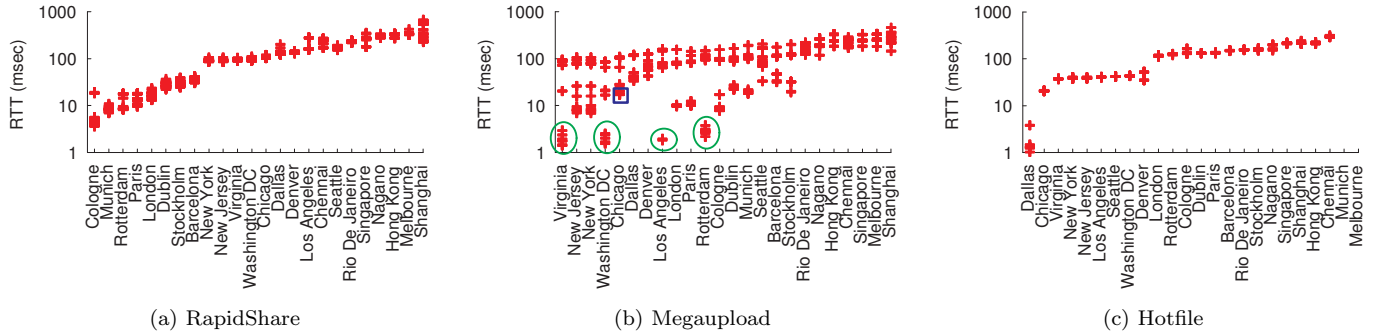 RTT (msec)
1000
100
10
1
Cologne
Munich
Rotterdam
Paris
London
Dublin
Stockholm
Barcelona
New York
New Jersey
Virginia
Washington DC
Chicago
Dallas
Denver
Los Angeles
Chennai
Seattle
Rio De Janeiro
Singapore
Nagano
Hong Kong
Melbourne
Shanghai
(a) RapidShare
RTT (msec)
1000
100
10
1
Virginia
New Jersey
New York
Washington DC
Chicago
Dallas
Denver
Los Angeles
London
Paris
Rotterdam
Cologne
Dublin
Munich
Seattle
Barcelona
Stockholm
Rio De Janeiro
Nagano
Hong Kong
Chennai
Singapore
Melbourne
Shanghai
(b) Megaupload
RTT (msec)
1000
100
10
1
Dallas
Chicago
Virginia
New York
New Jersey
Los Angeles
Seattle
Washington DC
Denver
London
Rotterdam
Cologne
Dublin
Paris
Barcelona
Rio De Janeiro
Stockholm
Nagano
Singapore
Shanghai
Hong Kong
Chennai
Munich
Melbourne
(c) Hotfile